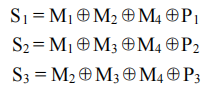 S₁ = M₁⊕M₂⊕M₄⊕P₁
S₂ = M₁⊕M₃⊕M₄⊕P₂
S₃ = M₂⊕M₃⊕M₄⊕P₃